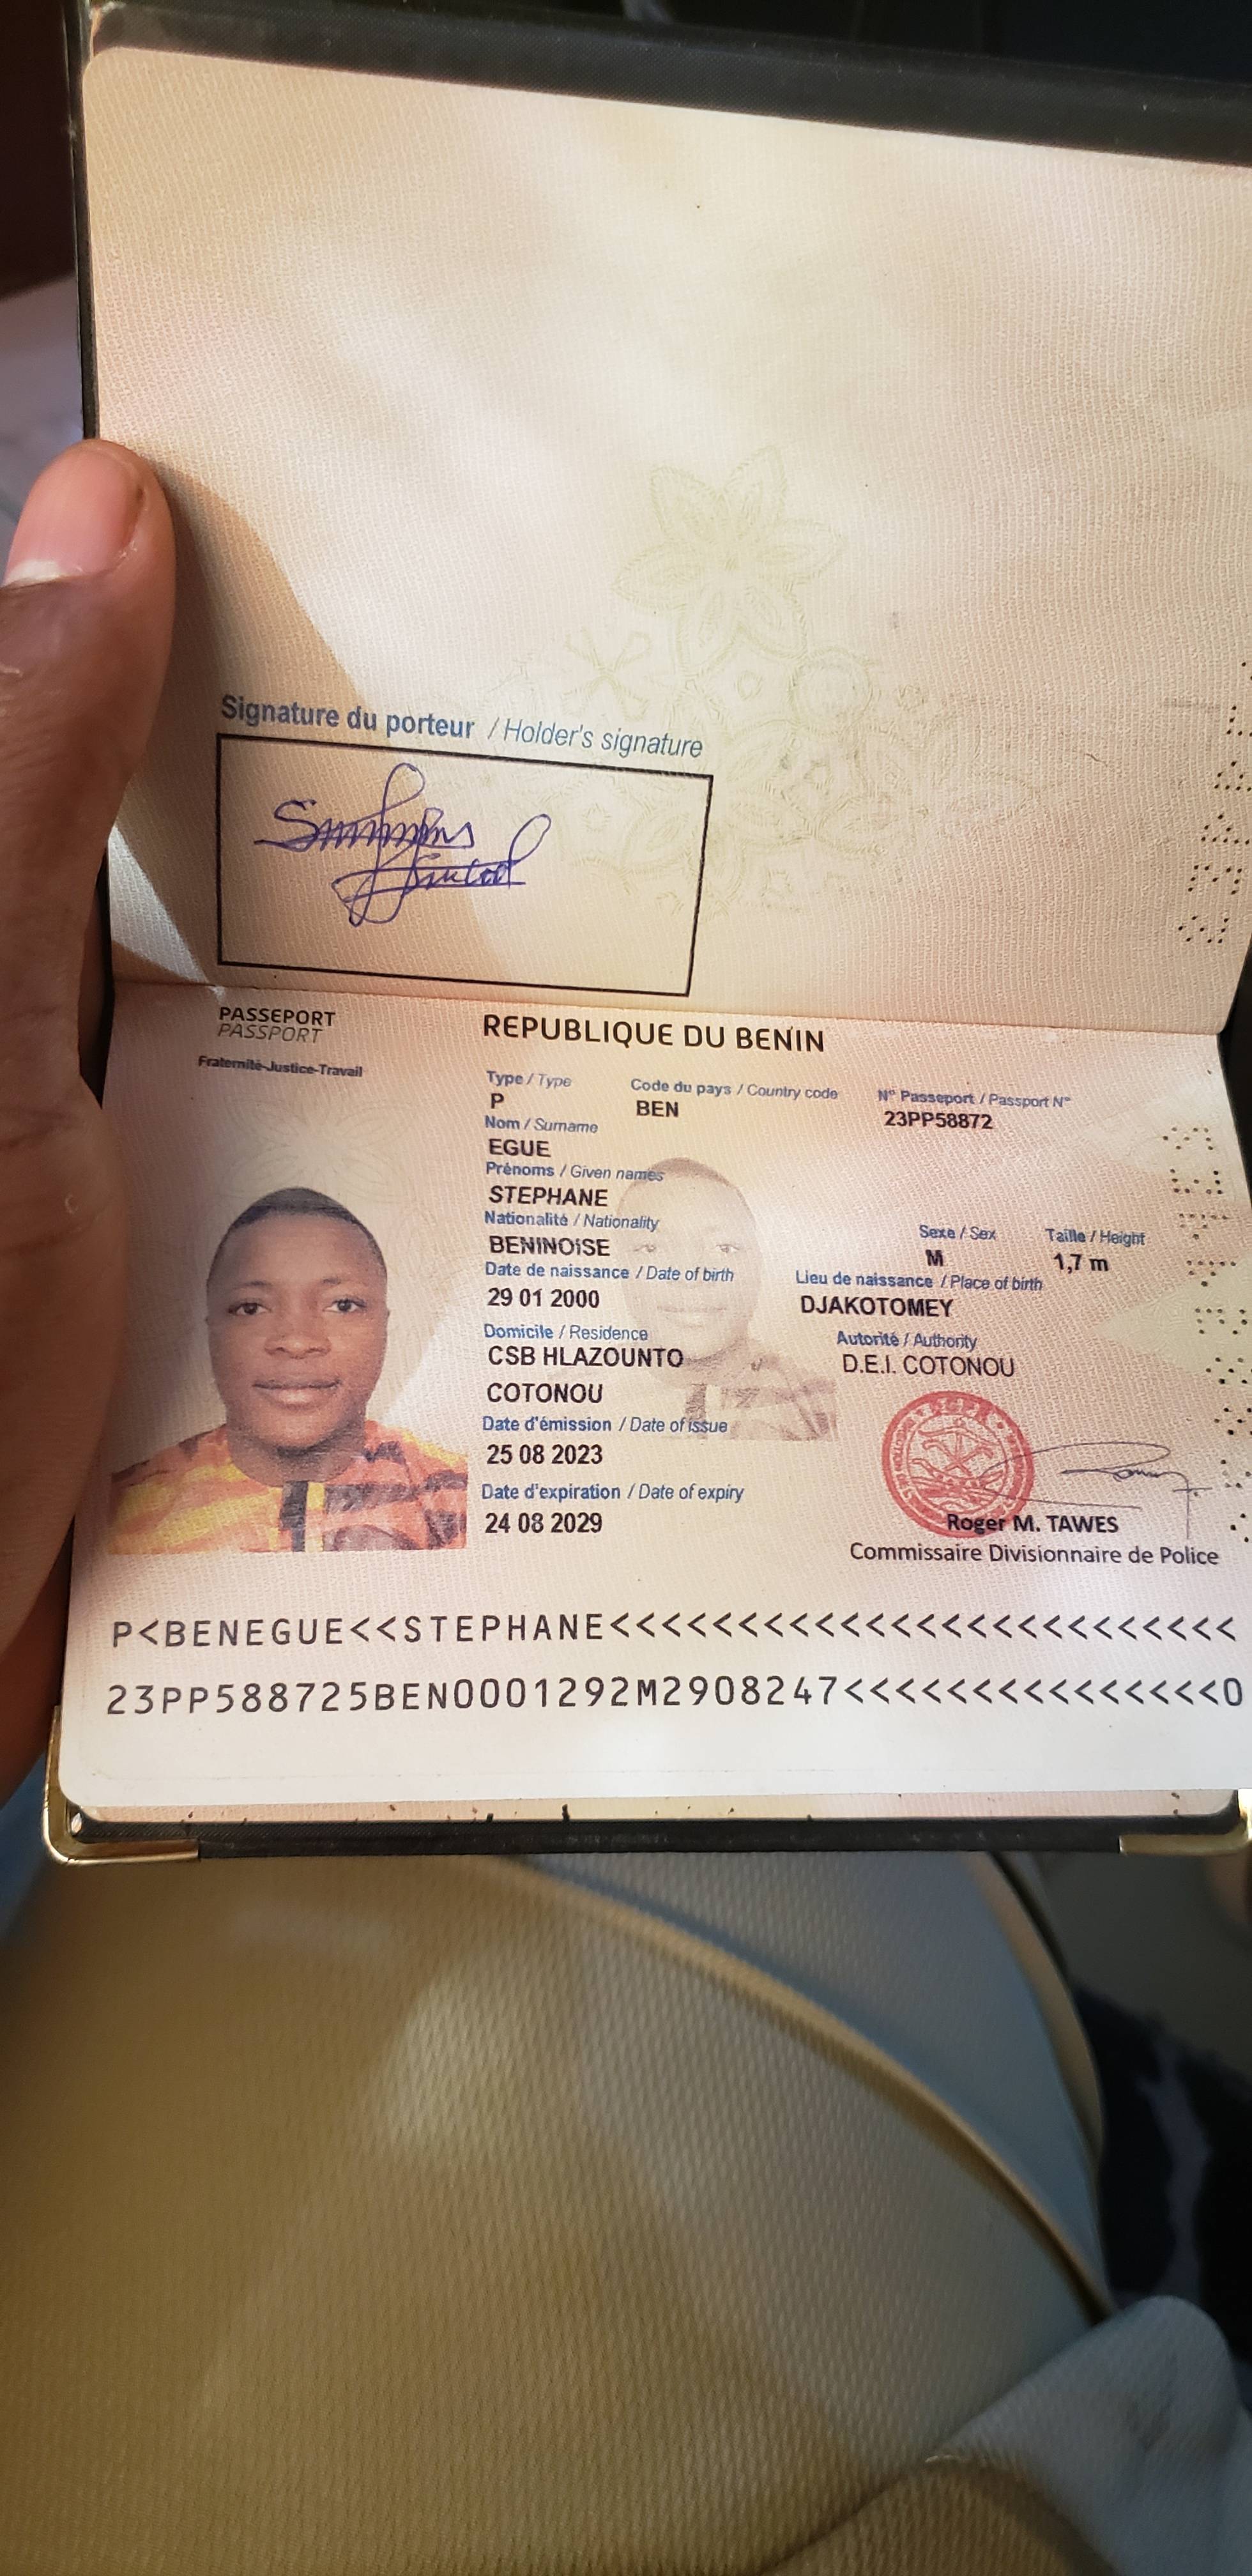 Signature du porteur / Holder's signature
PASSEPORT
PASSPORT
Fraternité-Justice-Travail
REPUBLIQUE DU BENIN
Type / Type
Code du pays / Country code
N° Passeport / Passport N°
P
BEN
23PP58872
Nom / Surname
EGUE
Prénoms / Given names
STEPHANE
Nationalité / Nationality
Sexe / Sex
Taille / Height
BENINOISE
M
1,7 m
Date de naissance / Date of birth
Lieu de naissance / Place of birth
29 01 2000
DJAKOTOMEY
Domicile / Residence
Autorité / Authority
CSB HLAZOUNTO
D.E.I. COTONOU
COTONOU
Date d'émission / Date of issue
25 08 2023
Date d'expiration / Date of expiry
24 08 2029
Roger M. TAWES
Commissaire Divisionnaire de Police
P<BENEGUE<<STEPHANE<<<<<<<<<<<<<<<<<<<<<<<<<
23PP588725BEN0001292M2908247<<<<<<<<<<<<<<<0